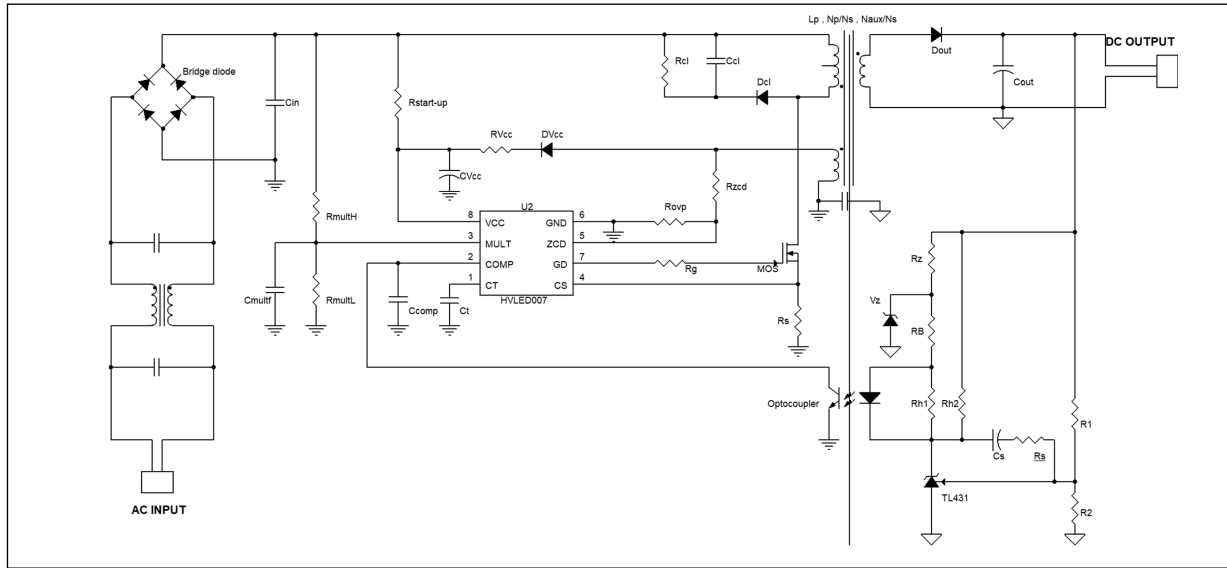 Lp , Np/Ns , Naux/Ns
Bridge diode
Cin
Rstart-up
Rcl
Ccl
Dcl
Dout
Cout
DC OUTPUT
RVcc
DVcc
CVcc
Rzcd
RmultH
U2
Rovp
8
VCC
GND
6
3
MULT
ZCD
5
2
COMP
GD
7
1
CT
CS
4
HVLED007
Rg
MOS
Cmultf
RmultL
Ccomp
Ct
Rs
Rz
Vz
RB
Optocoupler
Rh1
Rh2
R1
Cs
Rs
TL431
R2
AC INPUT